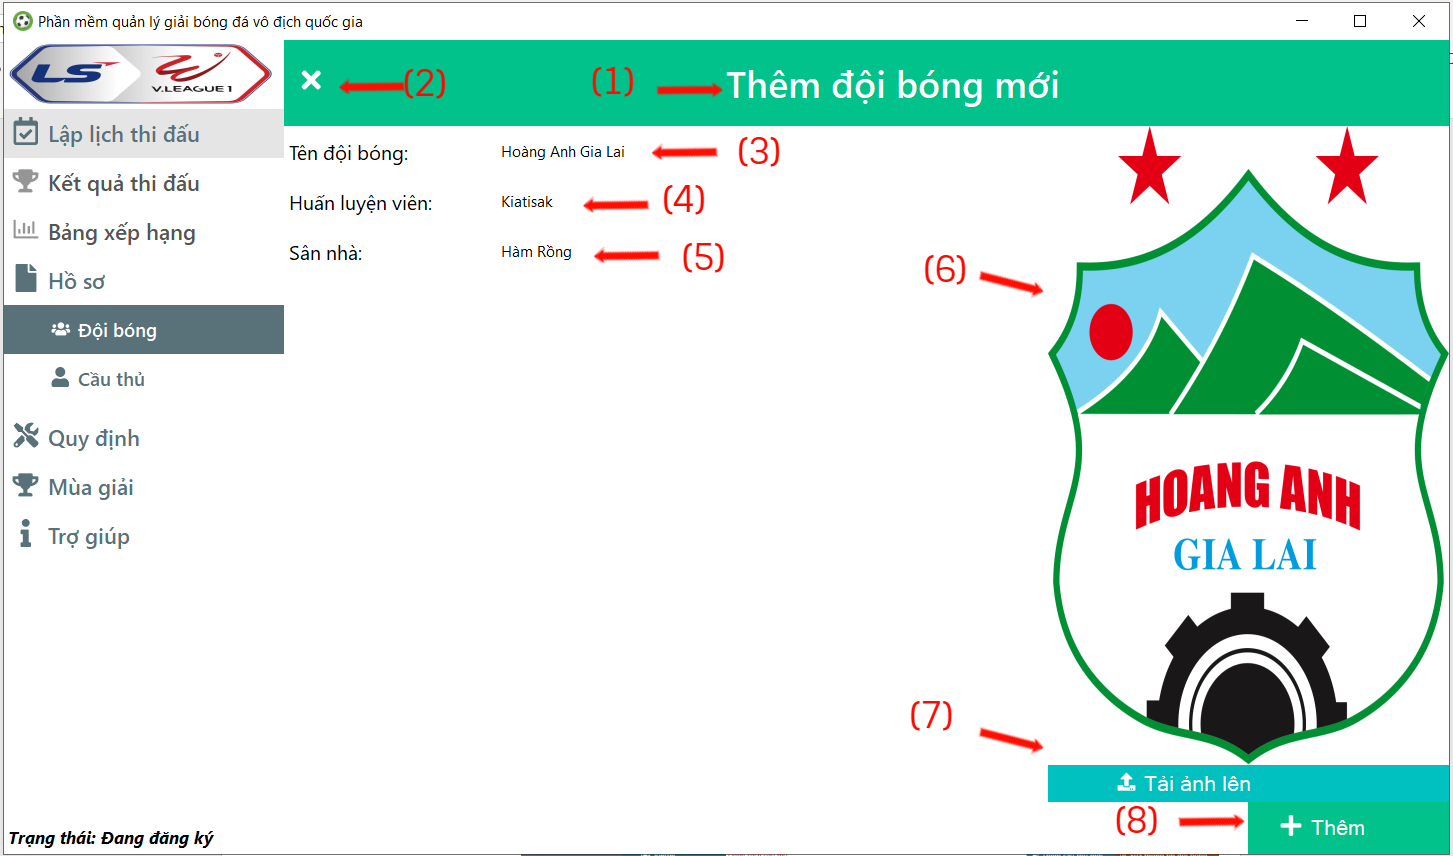 Phần mềm quản lý giải bóng đá vô địch quốc gia
LS V.LEAGUE 1
Lập lịch thi đấu
Kết quả thi đấu
Bảng xếp hạng
Hồ sơ
Đội bóng
Cầu thủ
Quy định
Mùa giải
Trợ giúp
Trạng thái: Đang đăng ký
(2) (1) Thêm đội bóng mới
Tên đội bóng: Hoàng Anh Gia Lai (3)
Huấn luyện viên: Kiatisak (4)
Sân nhà: Hàm Rồng (5)
(6)
HOANG ANH
GIA LAI
(7)
Tải ảnh lên
(8) Thêm